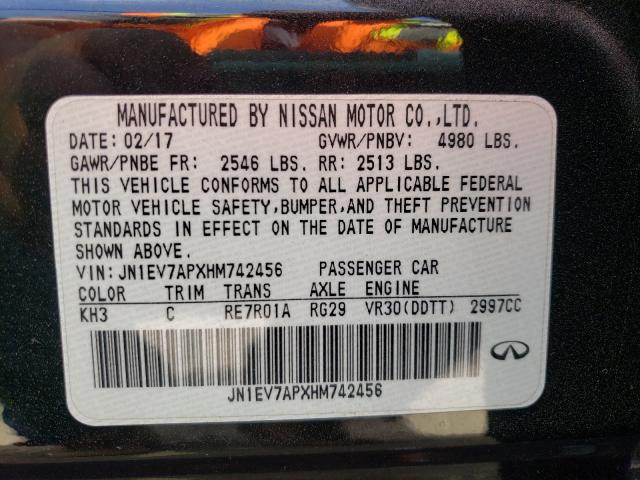 MANUFACTURED BY NISSAN MOTOR CO.,LTD.
DATE: 02/17 GVWR/PNBV: 4980 LBS.
GAWR/PNBE FR: 2546 LBS. RR: 2513 LBS.
THIS VEHICLE CONFORMS TO ALL APPLICABLE FEDERAL
MOTOR VEHICLE SAFETY,BUMPER,AND THEFT PREVENTION
STANDARDS IN EFFECT ON THE DATE OF MANUFACTURE
SHOWN ABOVE.
VIN:JN1EV7APXHM742456 PASSENGER CAR
COLOR TRIM TRANS AXLE ENGINE
KH3 C RE7R01A RG29 VR30(DDTT) 2997CC
JN1EV7APXHM742456